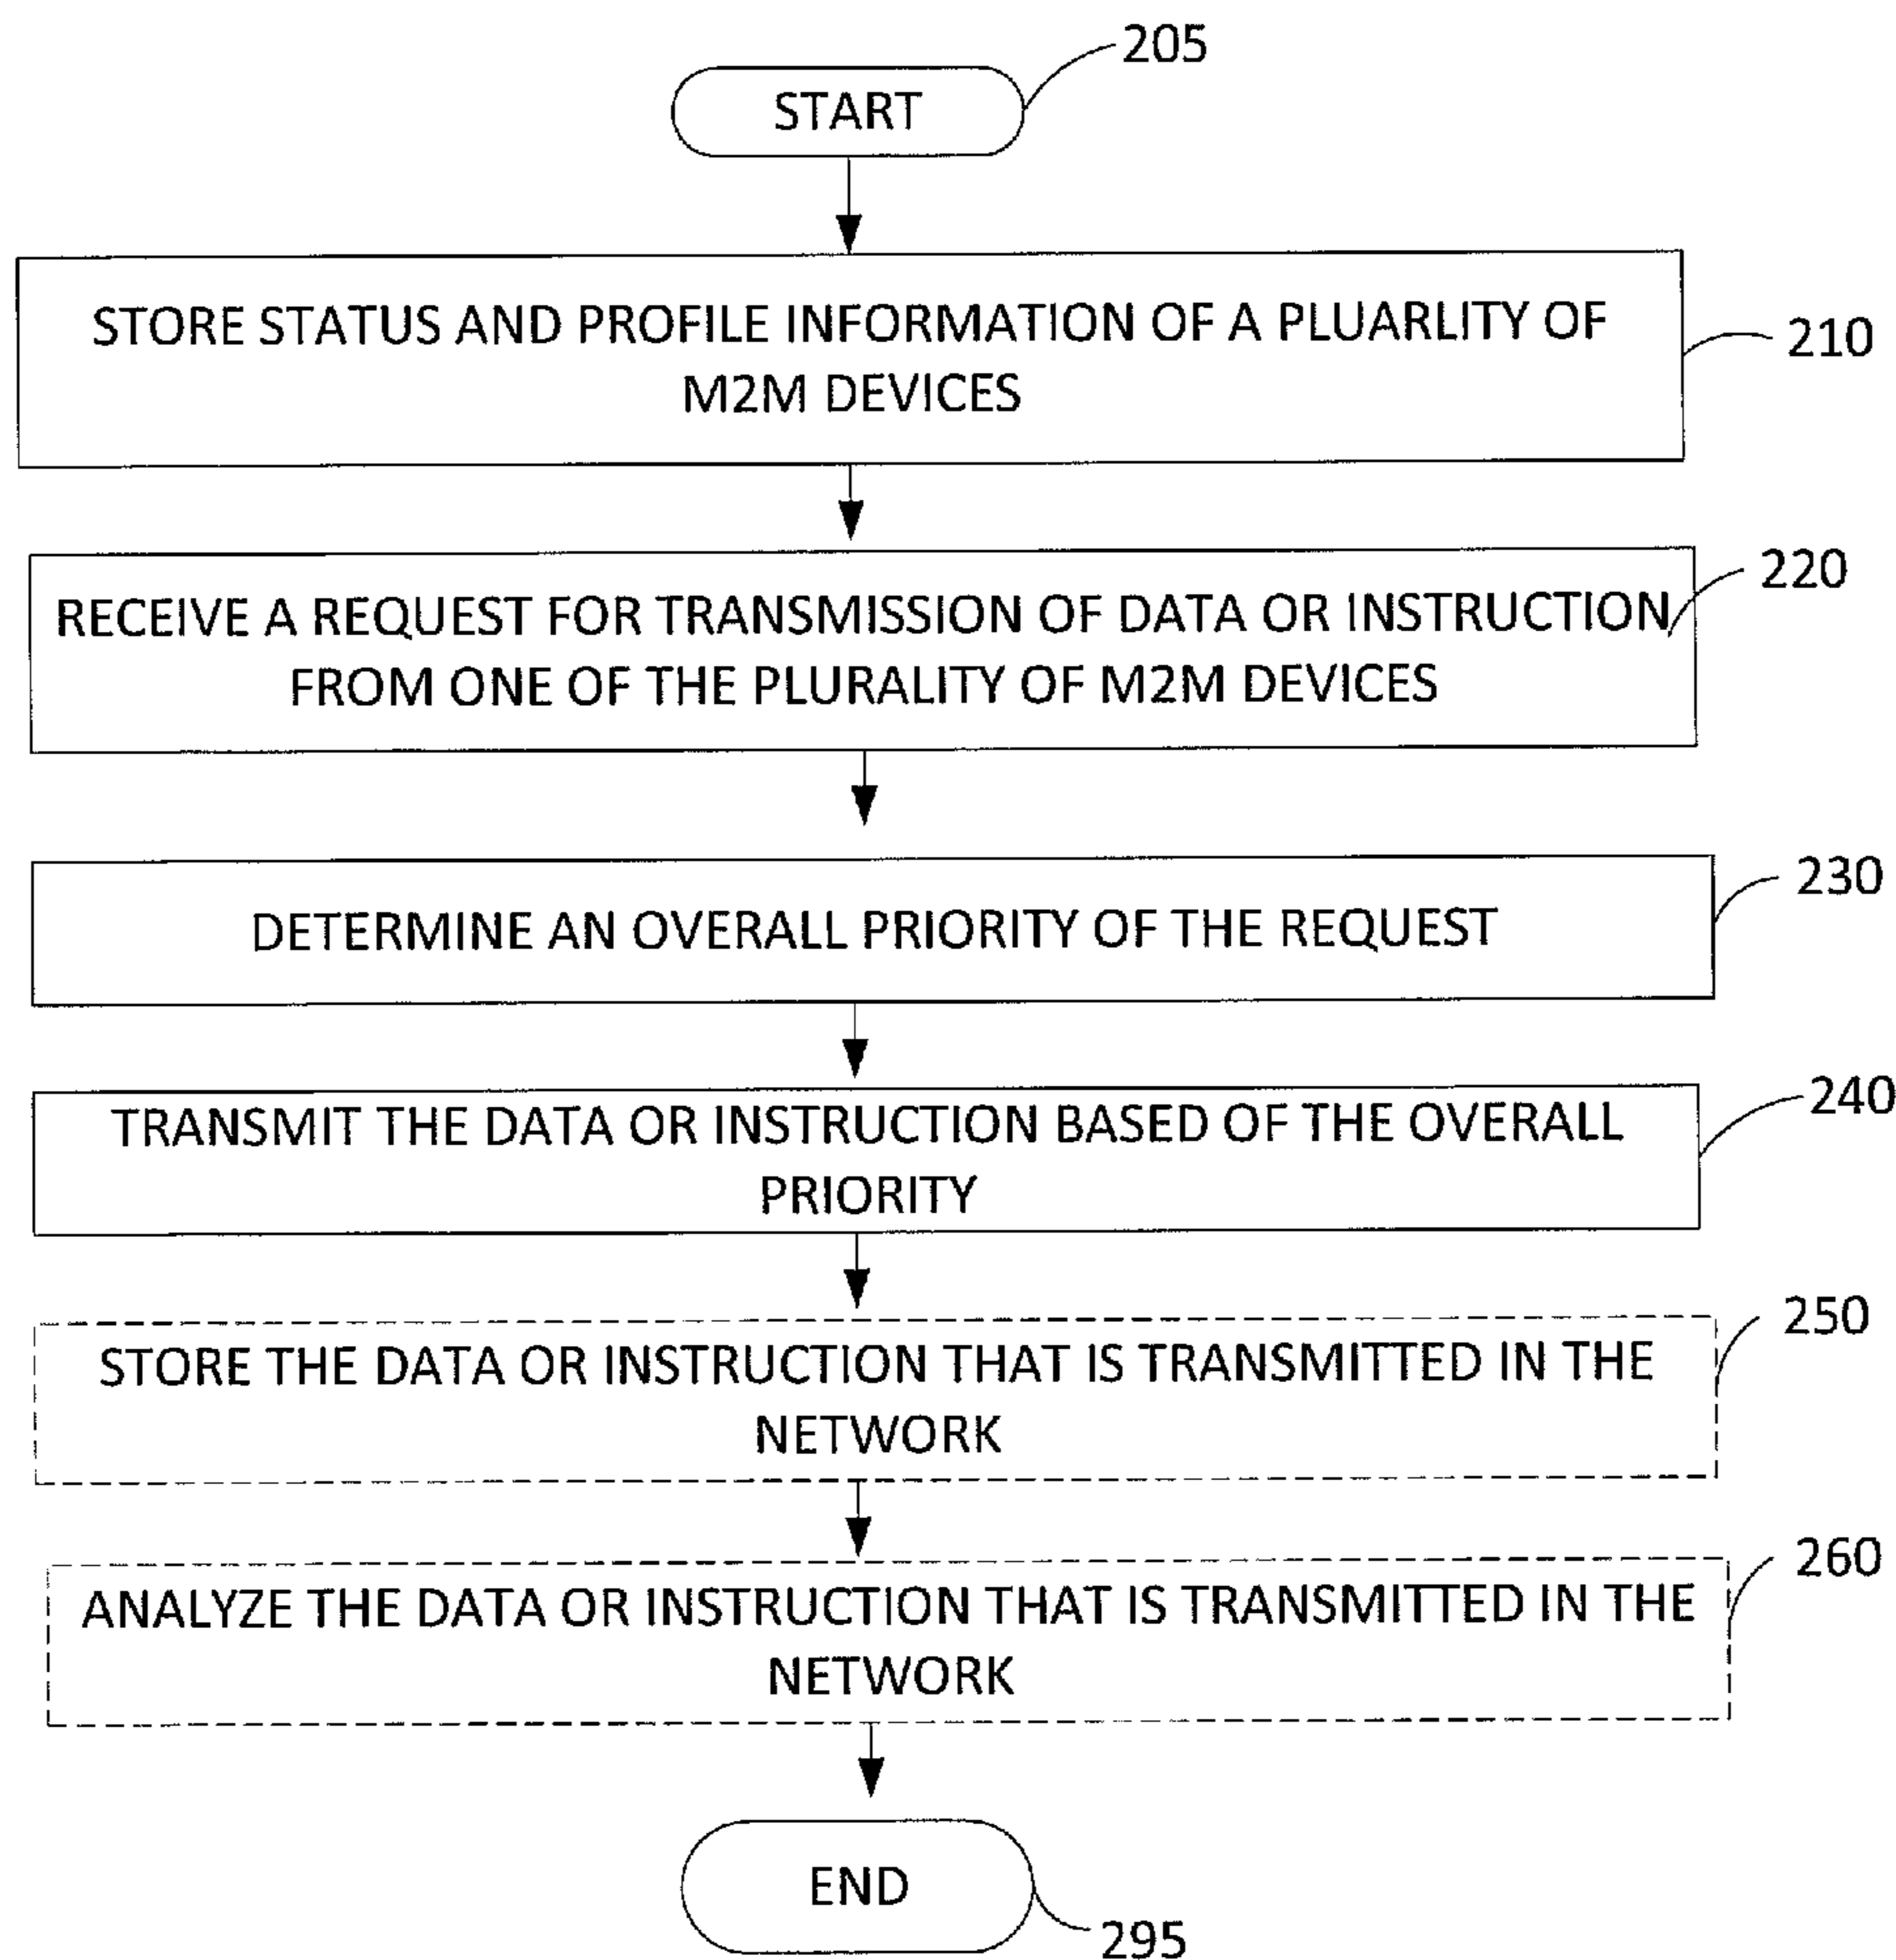 205
START
STORE STATUS AND PROFILE INFORMATION OF A PLUARLITY OF
M2M DEVICES
210
220
RECEIVE A REQUEST FOR TRANSMISSION OF DATA OR INSTRUCTION
FROM ONE OF THE PLURALITY OF M2M DEVICES
230
DETERMINE AN OVERALL PRIORITY OF THE REQUEST
240
TRANSMIT THE DATA OR INSTRUCTION BASED OF THE OVERALL
PRIORITY
250
STORE THE DATA OR INSTRUCTION THAT IS TRANSMITTED IN THE
NETWORK
260
ANALYZE THE DATA OR INSTRUCTION THAT IS TRANSMITTED IN THE
NETWORK
END
295